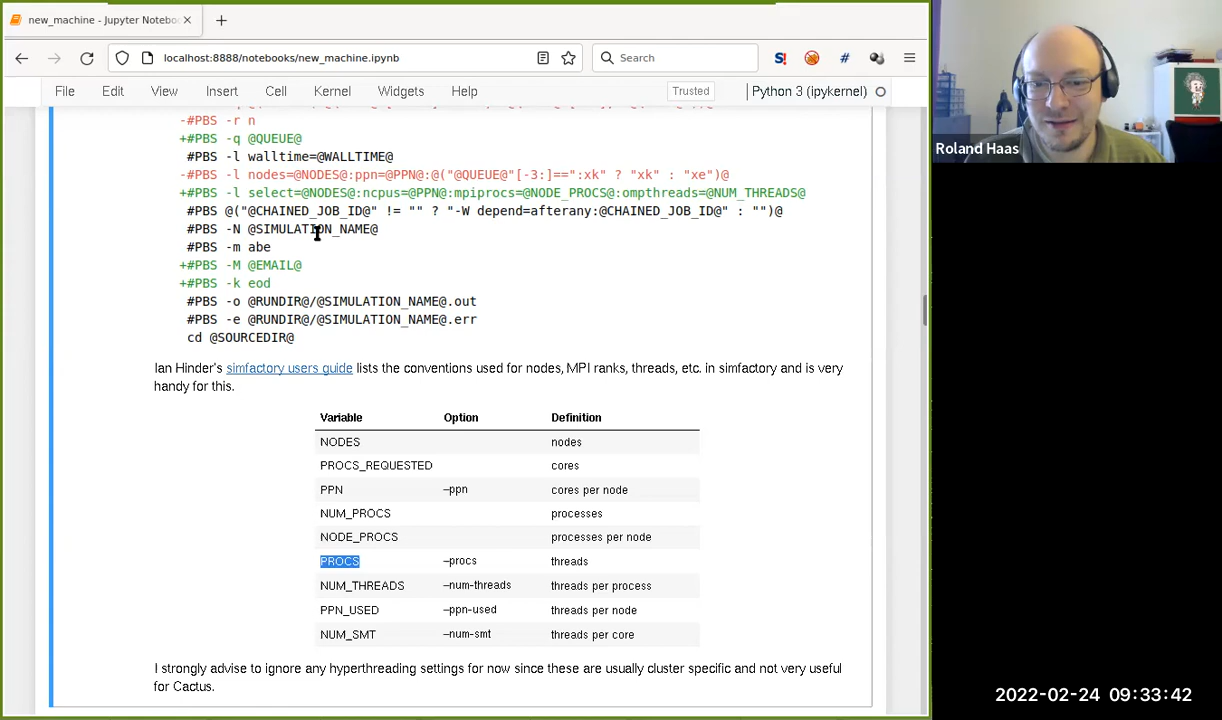 new_machine - Jupyter Noteboo
localhost:8888/notebooks/new_machine.ipynb
Search
S!
#
File Edit View Insert Cell Kernel Widgets Help
Trusted
Python 3 (ipykernel)
-#PBS -r n
+#PBS -q @QUEUE@
#PBS -l walltime=@WALLTIME@
-#PBS -l nodes=@NODES@:ppn=@PPN@:@("@QUEUE@"[-3:]==":xk" ? "xk" : "xe")@
+#PBS -l select=@NODES@:ncpus=@PPN@:mpiprocs=@NODE_PROCS@:ompthreads=@NUM_THREADS@
#PBS @("@CHAINED_JOB_ID@" != "" ? "-W depend=afterany:@CHAINED_JOB_ID@" : "")@
#PBS -N @SIMULATION_NAME@
#PBS -m abe
+#PBS -M @EMAIL@
+#PBS -k eod
#PBS -o @RUNDIR@/@SIMULATION_NAME@.out
#PBS -e @RUNDIR@/@SIMULATION_NAME@.err
cd @SOURCEDIR@
Ian Hinder's simfactory users guide lists the conventions used for nodes, MPI ranks, threads, etc. in simfactory and is very
handy for this.
Variable Option Definition
NODES nodes
PROCS_REQUESTED cores
PPN –ppn cores per node
NUM_PROCS processes
NODE_PROCS processes per node
PROCS –procs threads
NUM_THREADS –num-threads threads per process
PPN_USED –ppn-used threads per node
NUM_SMT –num-smt threads per core
I strongly advise to ignore any hyperthreading settings for now since these are usually cluster specific and not very useful
for Cactus.
Roland Haas
2022-02-24 09:33:42